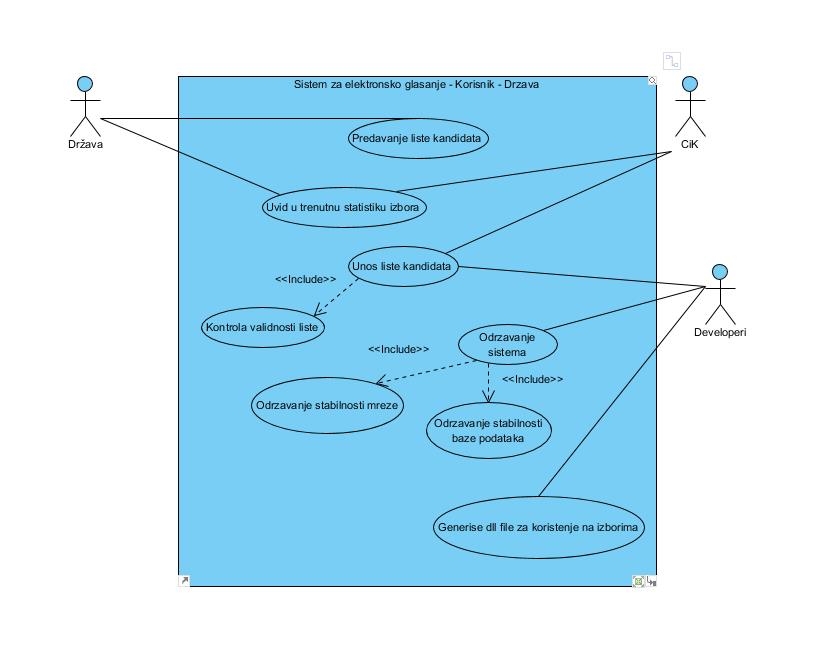 Sistem za elektronsko glasanje - Korisnik - Drzava
Država
CiK
Predavanje liste kandidata
Uvid u trenutnu statistiku izbora
Unos liste kandidata
<<Include>>
Kontrola validnosti liste
Developeri
Odrzavanje
sistema
<<Include>>
<<Include>>
Odrzavanje stabilnosti mreze
Odrzavanje stabilnosti
baze podataka
Generise dll file za koristenje na izborima